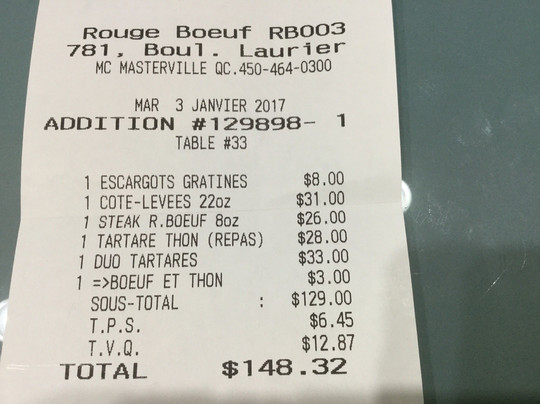 Rouge Boeuf RB003
781, Boul. Laurier
MC MASTERVILLE QC.450-464-0300
MAR 3 JANVIER 2017
ADDITION #129898- 1
TABLE #33
1 ESCARGOTS GRATINES $8.00
1 COTE-LEVEES 22oz $31.00
1 STEAK R.BOEUF 8oz $26.00
1 TARTARE THON (REPAS) $28.00
1 DUO TARTARES $33.00
1 =>BOEUF ET THON $3.00
SOUS-TOTAL : $129.00
T.P.S. $6.45
T.V.Q. $12.87
TOTAL $148.32